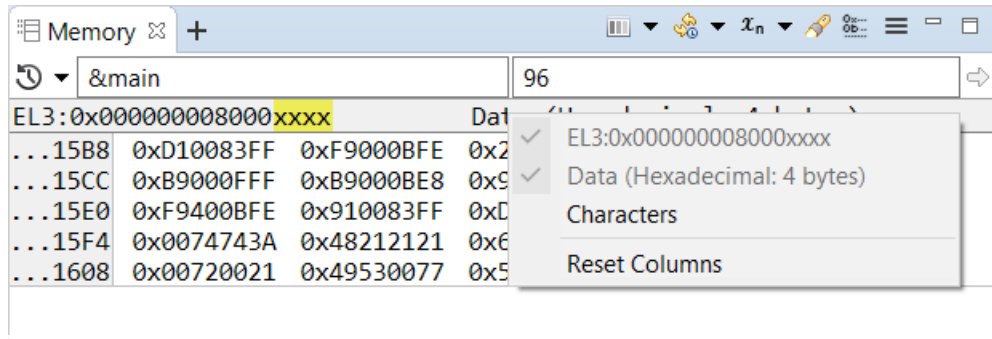 Memory
&main 96
EL3:0x000000008000xxxx
...15B8 0xD10083FF 0xF9000BFE
...15CC 0xB9000FFF 0xB9000BE8
...15E0 0xF9400BFE 0x910083FF
...15F4 0x0074743A 0x48212121
...1608 0x00720021 0x49530077
EL3:0x000000008000xxxx
Data (Hexadecimal: 4 bytes)
Characters
Reset Columns